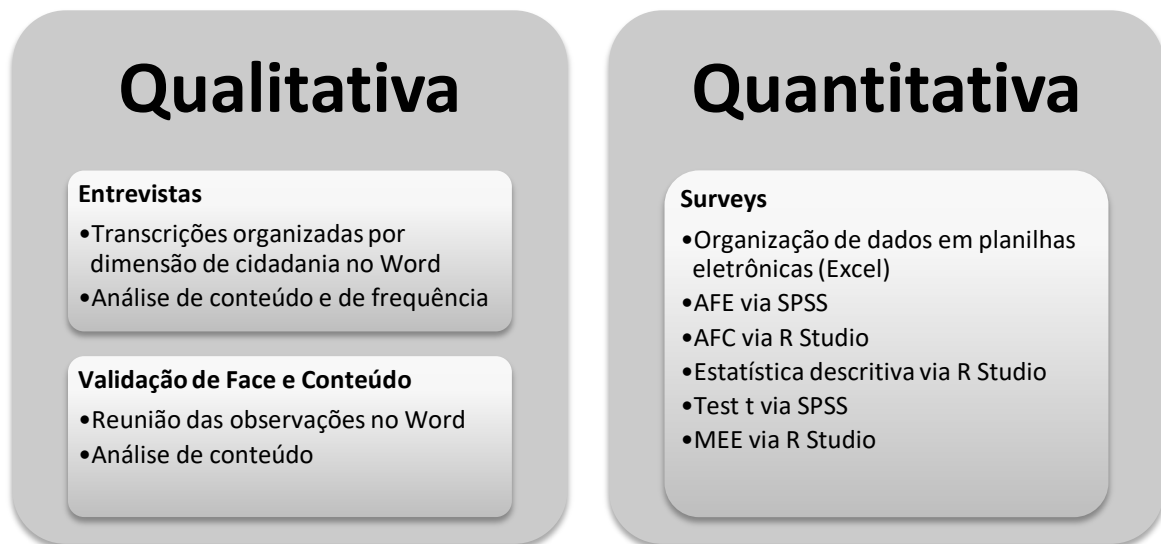 Qualitativa
Entrevistas
•Transcrições organizadas por
dimensão de cidadania no Word
•Análise de conteúdo e de frequência
Validação de Face e Conteúdo
•Reunião das observações no Word
•Análise de conteúdo
Quantitativa
Surveys
•Organização de dados em planilhas
eletrônicas (Excel)
•AFE via SPSS
•AFC via R Studio
•Estatística descritiva via R Studio
•Test t via SPSS
•MEE via R Studio